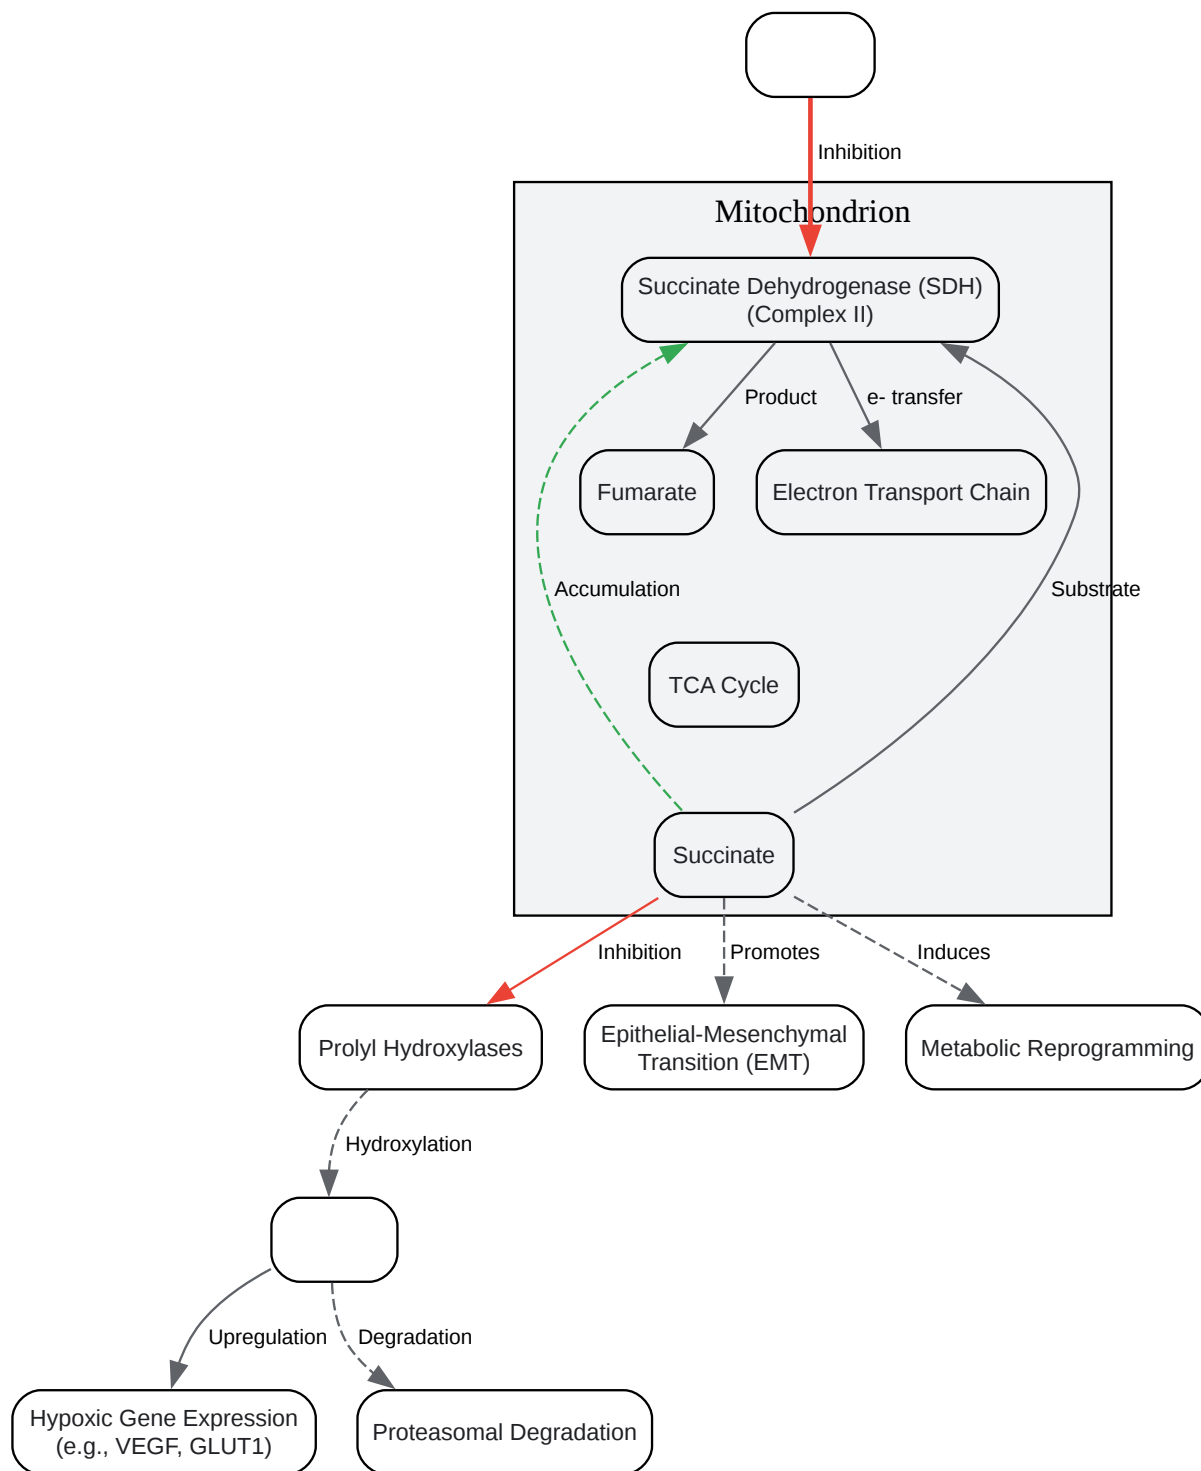 Inhibition
Mitochondrion
Succinate Dehydrogenase (SDH)
(Complex II)
Product
e- transfer
Fumarate
Electron Transport Chain
Accumulation
Substrate
TCA Cycle
Succinate
Inhibition
Promotes
Induces
Prolyl Hydroxylases
Epithelial-Mesenchymal
Transition (EMT)
Metabolic Reprogramming
Hydroxylation
Upregulation
Degradation
Hypoxic Gene Expression
(e.g., VEGF, GLUT1)
Proteasomal Degradation